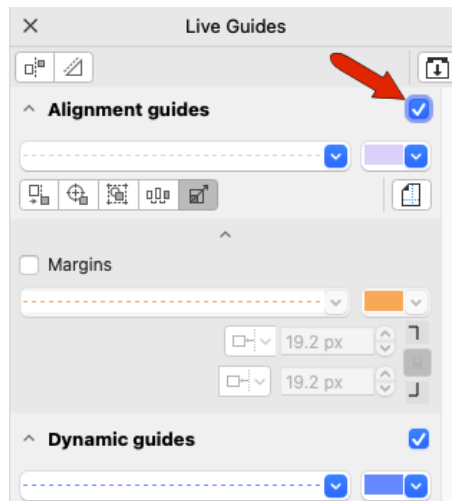 Live Guides
Alignment guides
Margins
19.2 px
19.2 px
Dynamic guides